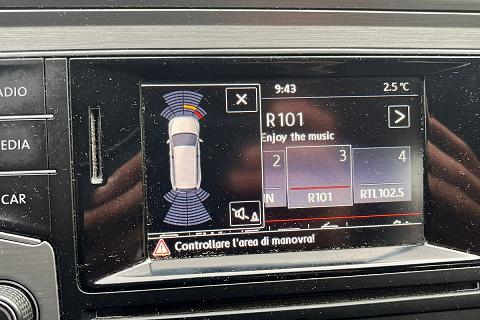 9:43
2.5 °C
R101
Enjoy the music
2
3
4
N
R101
RTL102.5
Controllare l'area di manovra!
ADIO
EDIA
CAR